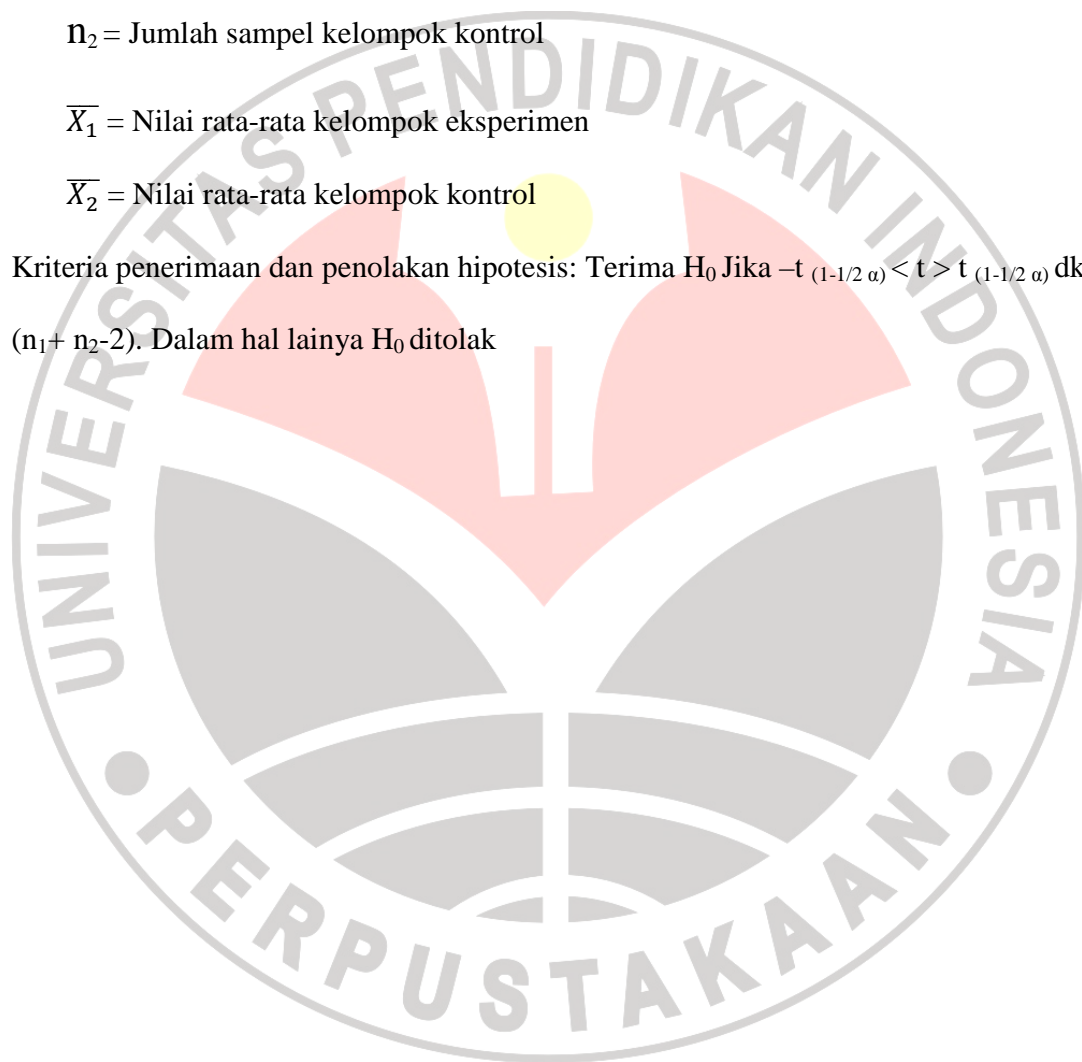 n₂ = Jumlah sampel kelompok kontrol
X̅₁ = Nilai rata-rata kelompok eksperimen
X̅₂ = Nilai rata-rata kelompok kontrol
Kriteria penerimaan dan penolakan hipotesis: Terima H₀ Jika –t (1-1/2 α) < t > t (1-1/2 α) dk
(n₁+ n₂-2). Dalam hal lainya H₀ ditolak
UNIVERSITAS PENDIDIKAN INDONESIA
PERPUSTAKAAN